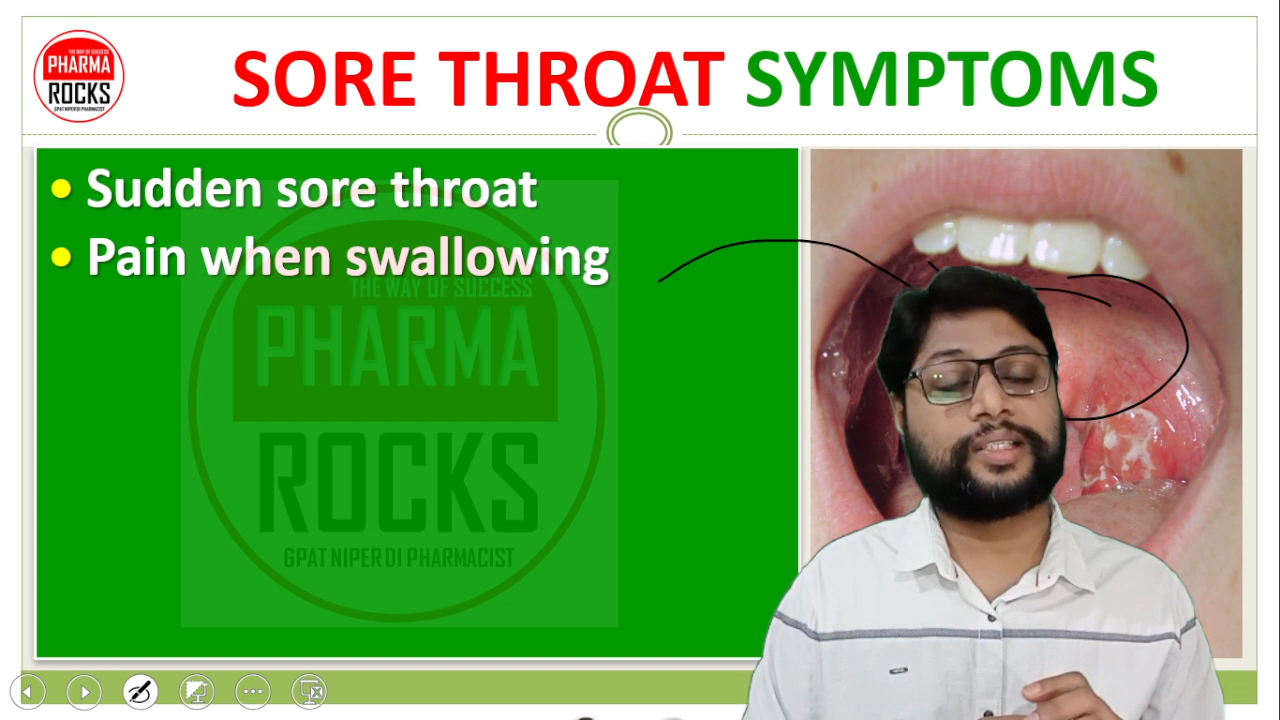 THE WAY OF SUCCESS
PHARMA
ROCKS
GPAT NIPER DI PHARMACIST
SORE THROAT SYMPTOMS
• Sudden sore throat
• Pain when swallowing
THE WAY OF SUCCESS
PHARMA
ROCKS
GPAT NIPER DI PHARMACIST